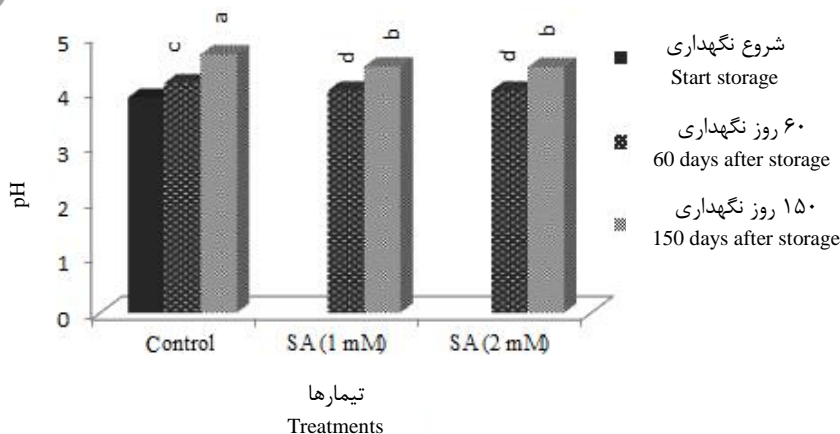 a
c
b
d
b
d
5
4
3
2
1
0
pH
Control
SA (1 mM)
SA (2 mM)
تیمارها
Treatments
شروع نگهداری
Start storage
۶۰ روز نگهداری
60 days after storage
۱۵۰ روز نگهداری
150 days after storage